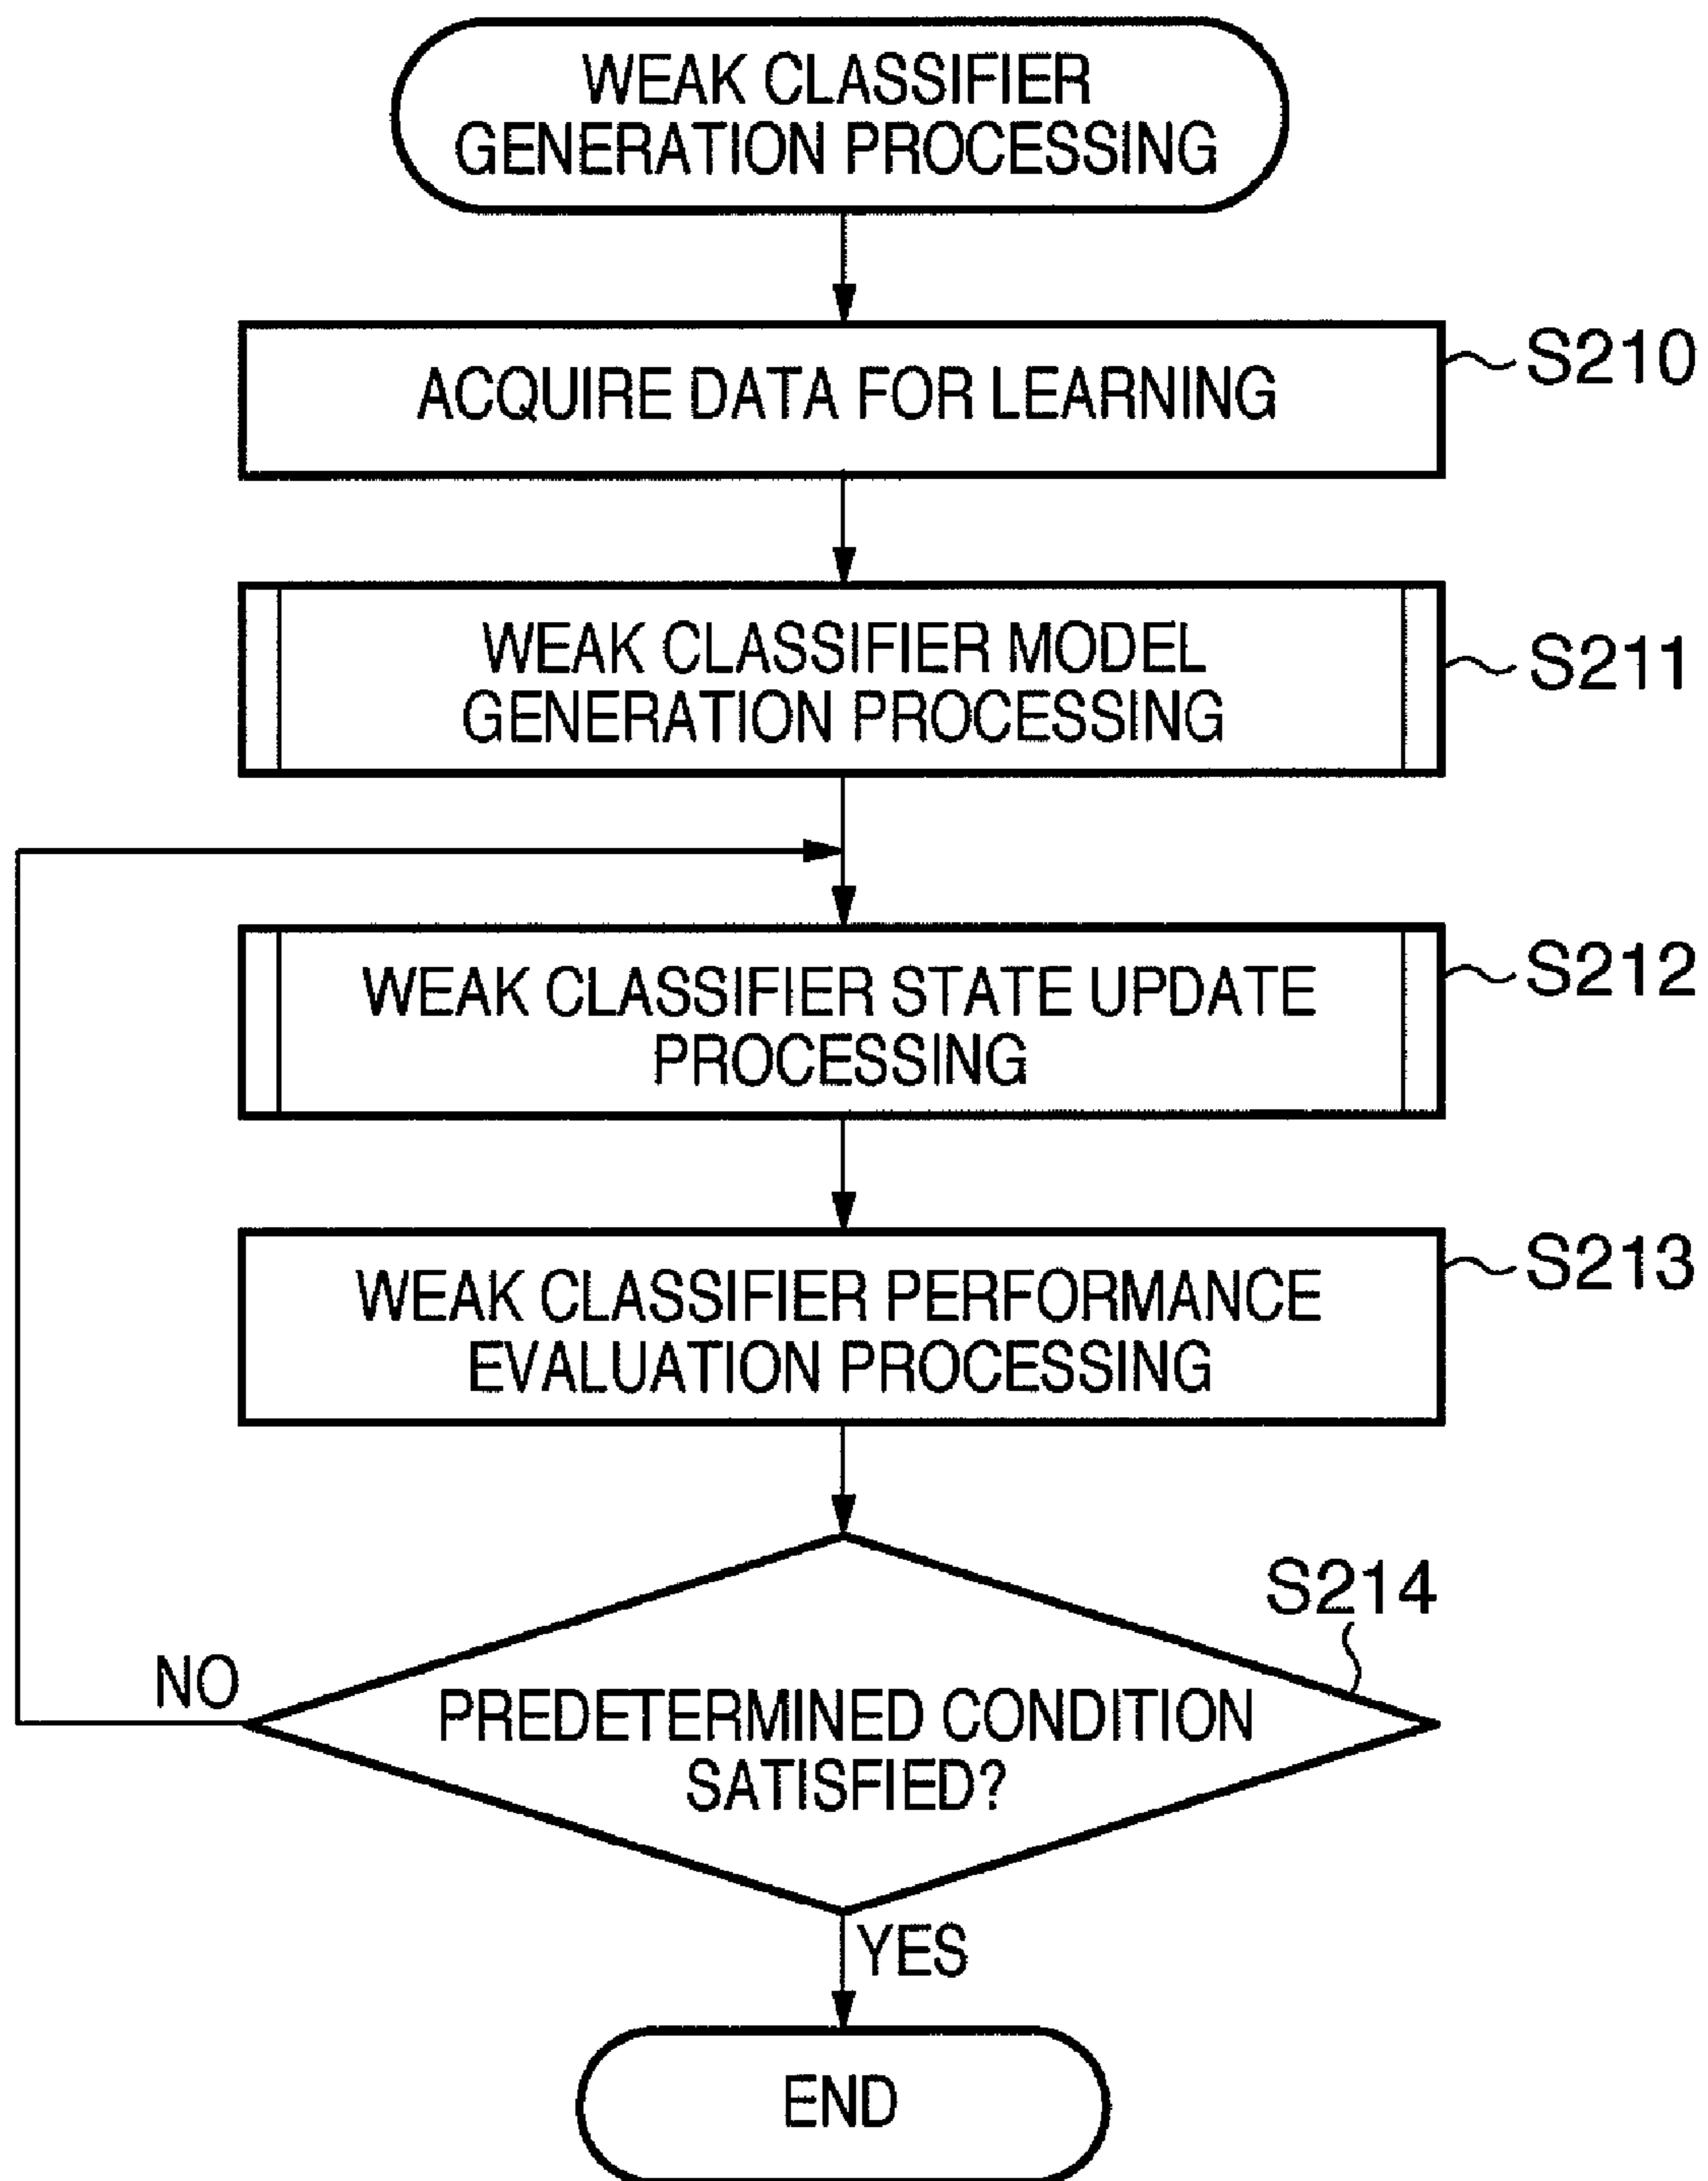 WEAK CLASSIFIER
GENERATION PROCESSING
ACQUIRE DATA FOR LEARNING
S210
WEAK CLASSIFIER MODEL
GENERATION PROCESSING
S211
WEAK CLASSIFIER STATE UPDATE
PROCESSING
S212
WEAK CLASSIFIER PERFORMANCE
EVALUATION PROCESSING
S213
S214
NO
PREDETERMINED CONDITION
SATISFIED?
YES
END